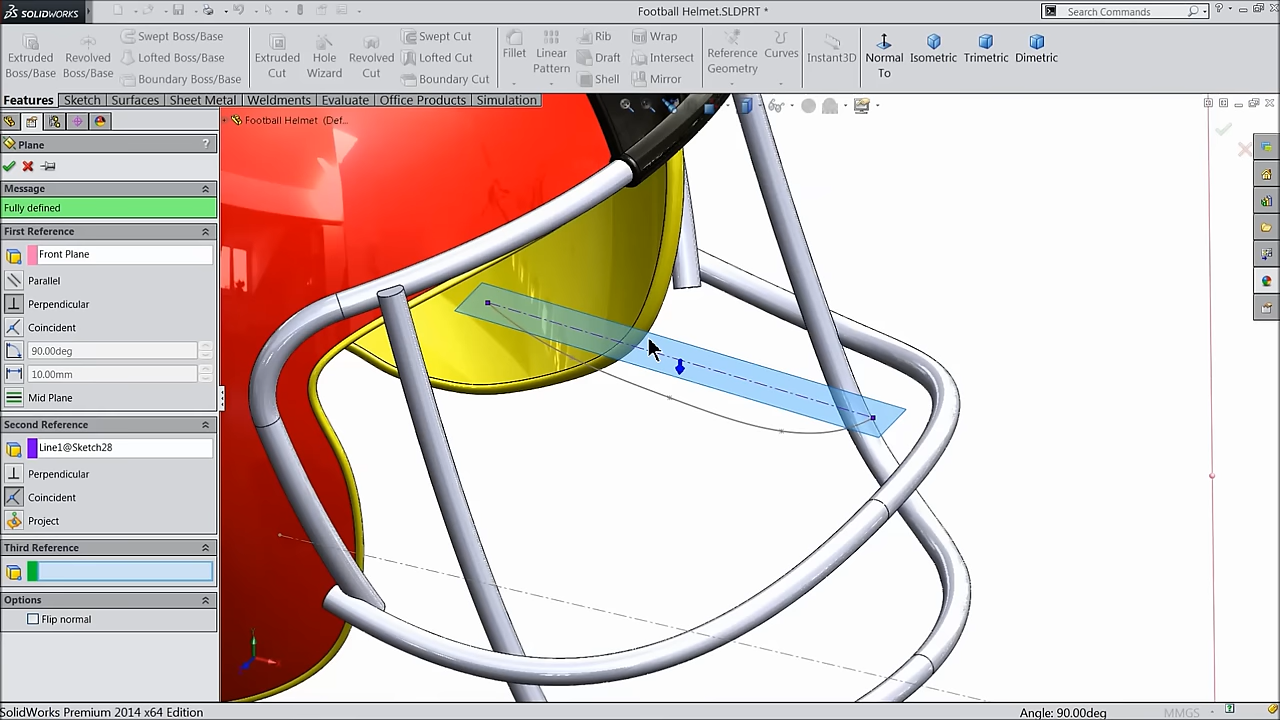 SOLIDWORKS
Football Helmet.SLDPRT *
Search Commands
Extruded Boss/Base
Revolved Boss/Base
Swept Boss/Base
Lofted Boss/Base
Boundary Boss/Base
Extruded Cut
Hole Wizard
Revolved Cut
Swept Cut
Lofted Cut
Boundary Cut
Fillet
Linear Pattern
Rib
Draft
Shell
Wrap
Intersect
Mirror
Reference Geometry
Curves
Instant3D
Normal To
Isometric
Trimetric
Dimetric
Features
Sketch
Surfaces
Sheet Metal
Weldments
Evaluate
Office Products
Simulation
Football Helmet (Def...
Plane
?
Message
Fully defined
First Reference
Front Plane
Parallel
Perpendicular
Coincident
90.00deg
10.00mm
Mid Plane
Second Reference
Line1@Sketch28
Perpendicular
Coincident
Project
Third Reference
Options
Flip normal
SolidWorks Premium 2014 x64 Edition
Angle: 90.00deg
MMGS